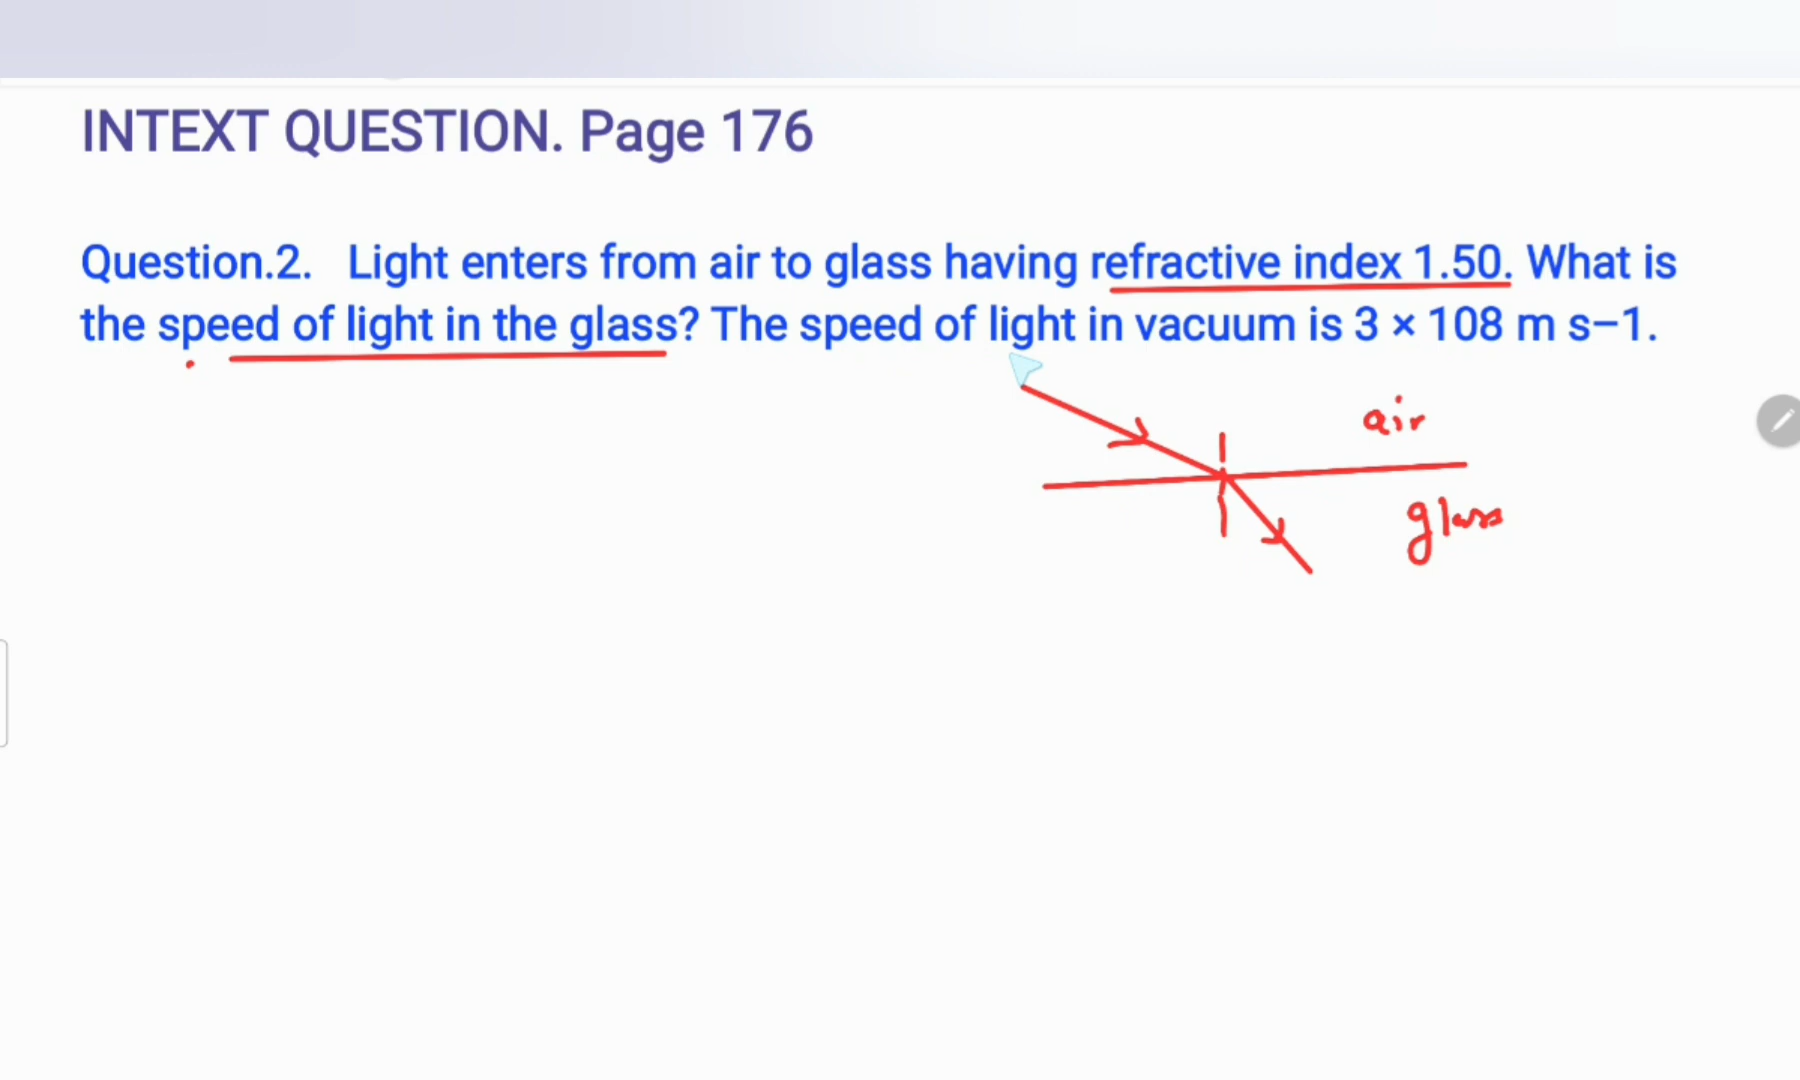 INTEXT QUESTION. Page 176
Question.2. Light enters from air to glass having refractive index 1.50. What is
the speed of light in the glass? The speed of light in vacuum is 3 × 108 m s–1.
air
glass